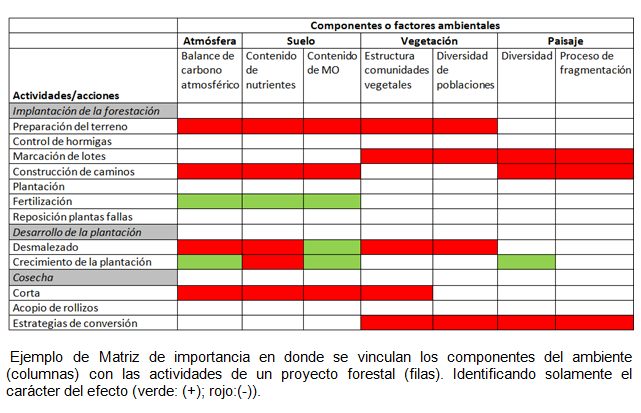 Componentes o factores ambientales
Atmósfera Suelo Vegetación Paisaje
Balance de Contenido Contenido Estructura Diversidad Diversidad Proceso de
carbono de de MO comunidades de fragmentación
atmosférico nutrientes vegetales poblaciones
Actividades/acciones
Implantación de la forestación
Preparación del terreno
Control de hormigas
Marcación de lotes
Construcción de caminos
Plantación
Fertilización
Reposición plantas fallas
Desarrollo de la plantación
Desmalezado
Crecimiento de la plantación
Cosecha
Corta
Acopio de rollizos
Estrategias de conversión
Ejemplo de Matriz de importancia en donde se vinculan los componentes del ambiente
(columnas) con las actividades de un proyecto forestal (filas). Identificando solamente el
carácter del efecto (verde: (+); rojo:(-)).